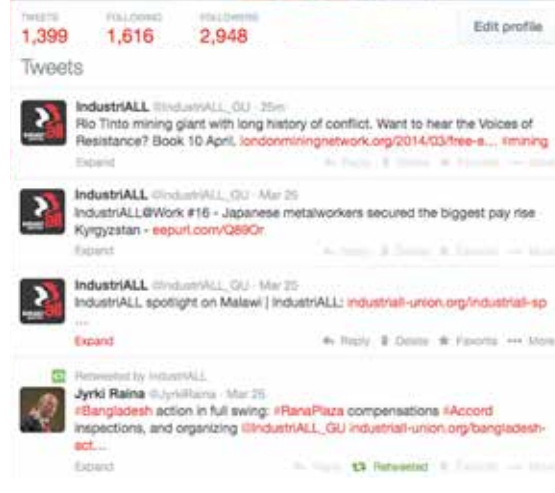 TWEETS FOLLOWING FOLLOWERS
1,399 1,616 2,948 Edit profile
Tweets
IndustriALL @IndustriALL_GU · 25m
Rio Tinto mining giant with long history of conflict. Want to hear the Voices of
Resistance? Book 10 April. londonminingnetwork.org/2014/03/free-s… #mining
Expand Reply Delete Favorite More
IndustriALL @IndustriALL_GU · Mar 25
IndustriALL@Work #16 - Japanese metalworkers secured the biggest pay rise
Kyrgyzstan - eepurl.com/Q89Or
Expand Reply Delete Favorite More
IndustriALL @IndustriALL_GU · Mar 25
IndustriALL spotlight on Malawi | IndustriALL: industriall-union.org/industriall-sp
…
Expand Reply Delete Favorite More
Retweeted by IndustriALL
Jyrki Raina @JyrkiRaina · Mar 25
#Bangladesh action in full swing: #RanaPlaza compensations #Accord
inspections, and organizing @IndustriALL_GU industriall-union.org/bangladesh-
act…
Expand Reply Retweeted Favorite More